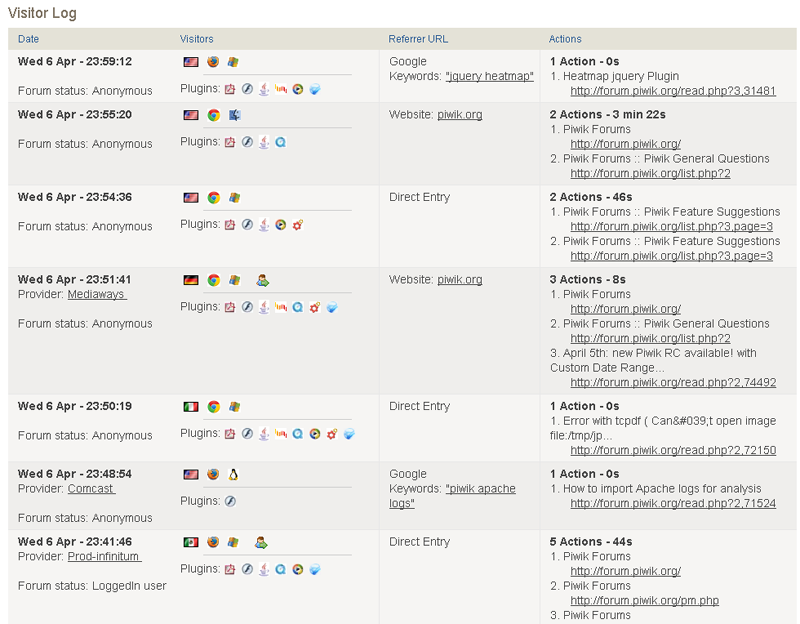 Visitor Log
Date Visitors Referrer URL Actions
Wed 6 Apr - 23:59:12
Forum status: Anonymous
Plugins:
Google
Keywords: "jquery heatmap"
1 Action - 0s
1. Heatmap jquery Plugin
http://forum.piwik.org/read.php?3,31481
Wed 6 Apr - 23:55:20
Forum status: Anonymous
Plugins:
Website: piwik.org
2 Actions - 3 min 22s
1. Piwik Forums
http://forum.piwik.org/
2. Piwik Forums :: Piwik General Questions
http://forum.piwik.org/list.php?2
Wed 6 Apr - 23:54:36
Forum status: Anonymous
Plugins:
Direct Entry
2 Actions - 46s
1. Piwik Forums :: Piwik Feature Suggestions
http://forum.piwik.org/list.php?3,page=3
2. Piwik Forums :: Piwik Feature Suggestions
http://forum.piwik.org/list.php?3,page=3
Wed 6 Apr - 23:51:41
Provider: Mediaways
Forum status: Anonymous
Plugins:
Website: piwik.org
3 Actions - 8s
1. Piwik Forums
http://forum.piwik.org/
2. Piwik Forums :: Piwik General Questions
http://forum.piwik.org/list.php?2
3. April 5th: new Piwik RC available! with
Custom Date Range...
http://forum.piwik.org/read.php?2,74492
Wed 6 Apr - 23:50:19
Forum status: Anonymous
Plugins:
Direct Entry
1 Action - 0s
1. Error with tcpdf ( Can&#039;t open image
file:/tmp/jp...
http://forum.piwik.org/read.php?2,72150
Wed 6 Apr - 23:48:54
Provider: Comcast
Forum status: Anonymous
Plugins:
Google
Keywords: "piwik apache
logs"
1 Action - 0s
1. How to import Apache logs for analysis
http://forum.piwik.org/read.php?2,71524
Wed 6 Apr - 23:41:46
Provider: Prod-infinitum
Forum status: LoggedIn user
Plugins:
Direct Entry
5 Actions - 44s
1. Piwik Forums
http://forum.piwik.org/
2. Piwik Forums
http://forum.piwik.org/pm.php
3. Piwik Forums